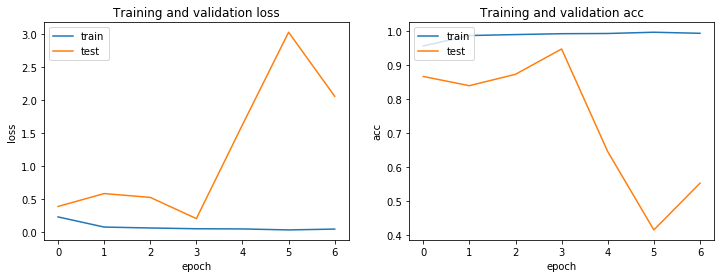 Training and validation loss
3.0
2.5
2.0
1.5
1.0
0.5
0.0
loss
train
test
0 1 2 3 4 5 6
epoch
Training and validation acc
1.0
0.9
0.8
0.7
0.6
0.5
0.4
acc
train
test
0 1 2 3 4 5 6
epoch